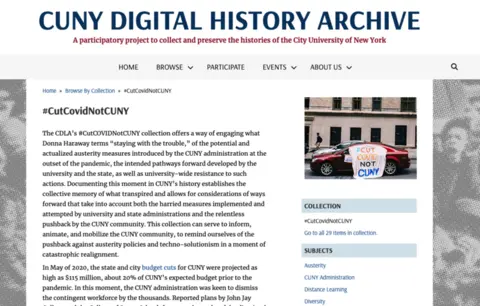 CUNY DIGITAL HISTORY ARCHIVE
A participatory project to collect and preserve the histories of the City University of New York
HOME BROWSE PARTICIPATE EVENTS ABOUT US
Home » Browse by Collection » #CutCovidNotCUNY
#CutCovidNotCUNY
The CDLA's #CutCOVIDNotCUNY collection offers a way of engaging what
Donna Haraway terms "staying with the trouble," of the potential and
actualized austerity measures introduced by the CUNY administration at the
outset of the pandemic, the intended pathways forward developed by the
university and the state, as well as university-wide resistance to such
actions. Documenting this moment in CUNY's history establishes the
collective memory of what transpired and allows for considerations of ways
forward that take into account both the harried measures implemented and
attempted by university and state administrations and the relentless
pushback by the CUNY community. This collection can serve to inform,
animate, and mobilize the CUNY community, to remind ourselves of the
pushback against austerity policies and techno-solutionism in a moment of
catastrophic realignment.
In May of 2020, the state and city budget cuts for CUNY were projected as
high as $315 million, about 20% of CUNY's expected budget prior to the
pandemic. In this moment, the CUNY administration was keen to dismiss
the contingent workforce by the thousands. Reported plans by John Jay
CUT
COVID
NOT
CUNY
COLLECTION
#CutCovidNotCUNY
Go to all 29 items in collection
SUBJECTS
Austerity
CUNY Administration
Distance Learning
Diversity